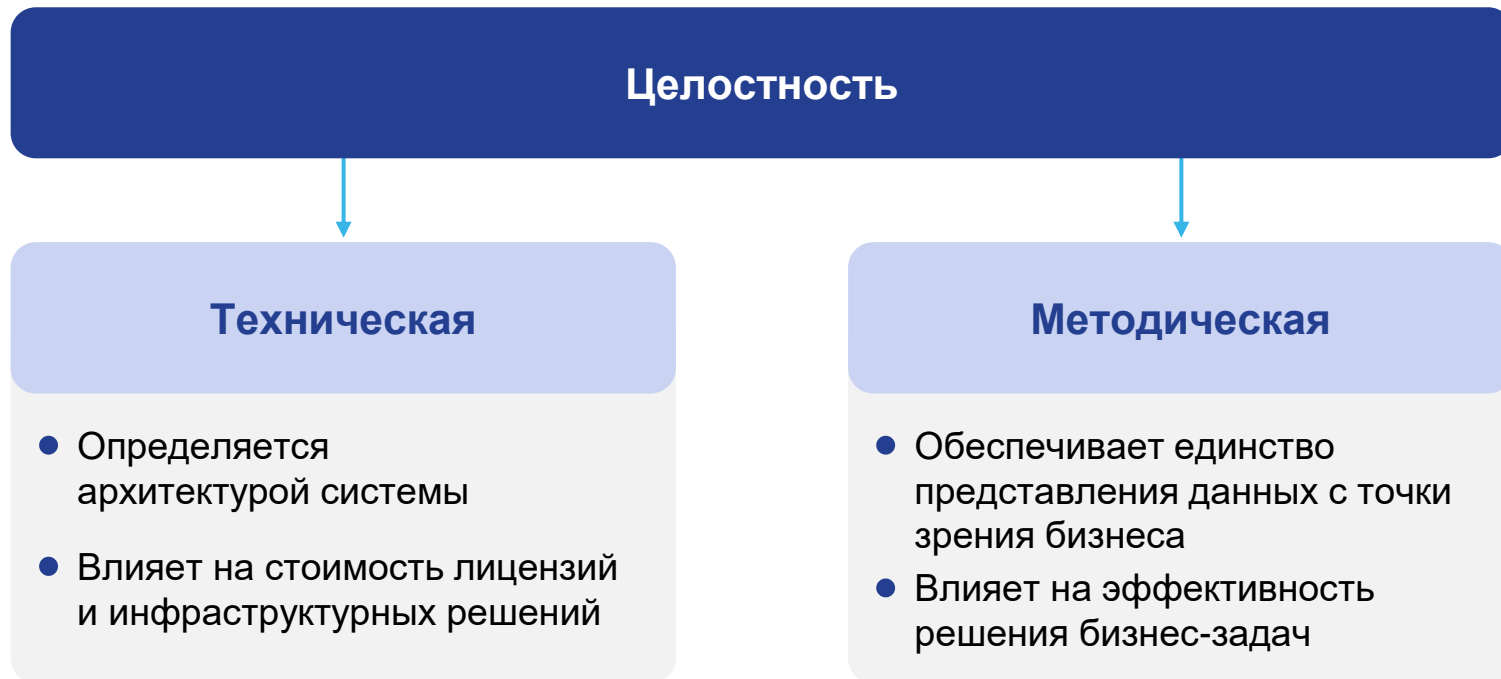 Целостность
Техническая
Определяется
архитектурой системы
Влияет на стоимость лицензий
и инфраструктурных решений
Методическая
Обеспечивает единство
представления данных с точки
зрения бизнеса
Влияет на эффективность
решения бизнес-задач